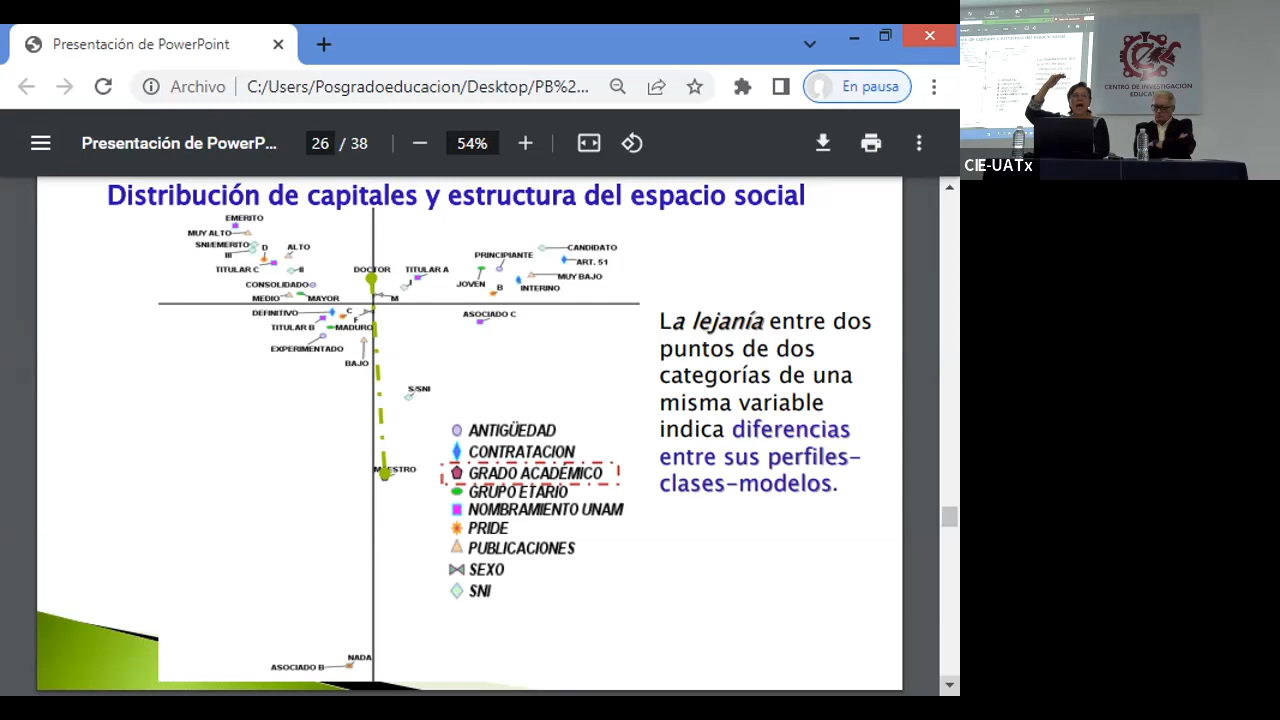 Presentación de PowerPoint
Archivo
C:/Users/Posgradoeducacion/Desktop/PB%2...
En pausa
Presentación de PowerP...
26 / 38
54%
Distribución de capitales y estructura del espacio social
EMERITO
MUY ALTO
SNI/EMERITO
D
ALTO
III
TITULAR C
II
CONSOLIDADO
MEDIO
MAYOR
DEFINITIVO
C
F
TITULAR B
MADURO
EXPERIMENTADO
BAJO
DOCTOR
TITULAR A
I
M
PRINCIPIANTE
CANDIDATO
ART. 51
MUY BAJO
JOVEN
B
INTERINO
ASOCIADO C
S/SNI
MAESTRO
ANTIGÜEDAD
CONTRATACION
GRADO ACADÉMICO
GRUPO ETARIO
NOMBRAMIENTO UNAM
PRIDE
PUBLICACIONES
SEXO
SNI
NADA
ASOCIADO B
La lejanía entre dos
puntos de dos
categorías de una
misma variable
indica diferencias
entre sus perfiles-
clases-modelos.
CENTRO DE INVESTIGACIÓN
CIE-UATx